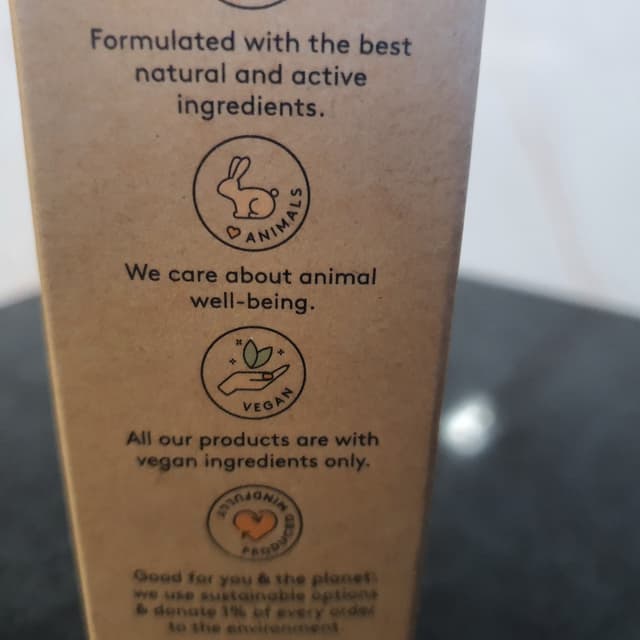 Formulated with the best
natural and active
ingredients.
ANIMALS
We care about animal
well-being.
VEGAN
All our products are with
vegan ingredients only.
PRODUCED MINDFULLY
Good for you & the planet:
we use sustainable options
& donate 1% of every order
to the environment.